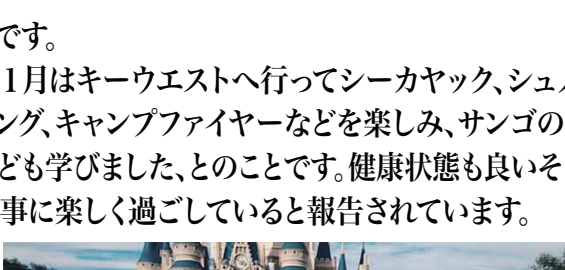 です。
１月はキーウエストへ行ってシーカヤック、シュノ
ング、キャンプファイヤーなどを楽しみ、サンゴの
ども学びました、とのことです。健康状態も良いそ
事に楽しく過ごしていると報告されています。